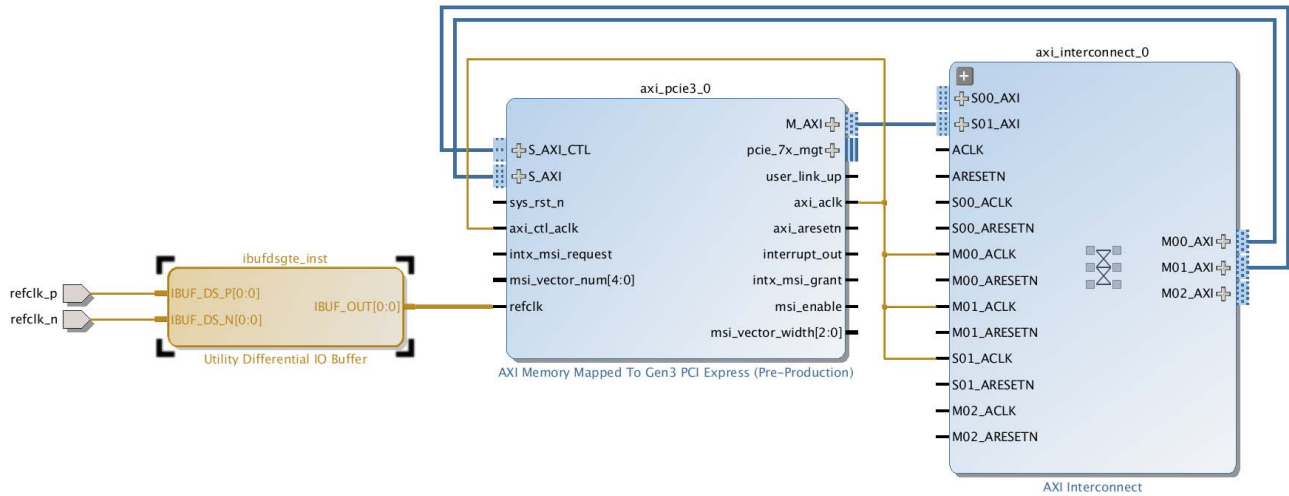 refclk_p
refclk_n
ibufdsgte_inst
IBUF_DS_P[0:0]
IBUF_DS_N[0:0]
IBUF_OUT[0:0]
Utility Differential IO Buffer
axi_pcie3_0
S_AXI_CTL
S_AXI
sys_rst_n
axi_ctl_aclk
intx_msi_request
msi_vector_num[4:0]
refclk
M_AXI
pcie_7x_mgt
user_link_up
axi_aclk
axi_aresetn
interrupt_out
intx_msi_grant
msi_enable
msi_vector_width[2:0]
AXI Memory Mapped To Gen3 PCI Express (Pre-Production)
axi_interconnect_0
S00_AXI
S01_AXI
ACLK
ARESETN
S00_ACLK
S00_ARESETN
M00_ACLK
M00_ARESETN
M01_ACLK
M01_ARESETN
S01_ACLK
S01_ARESETN
M02_ACLK
M02_ARESETN
M00_AXI
M01_AXI
M02_AXI
AXI Interconnect